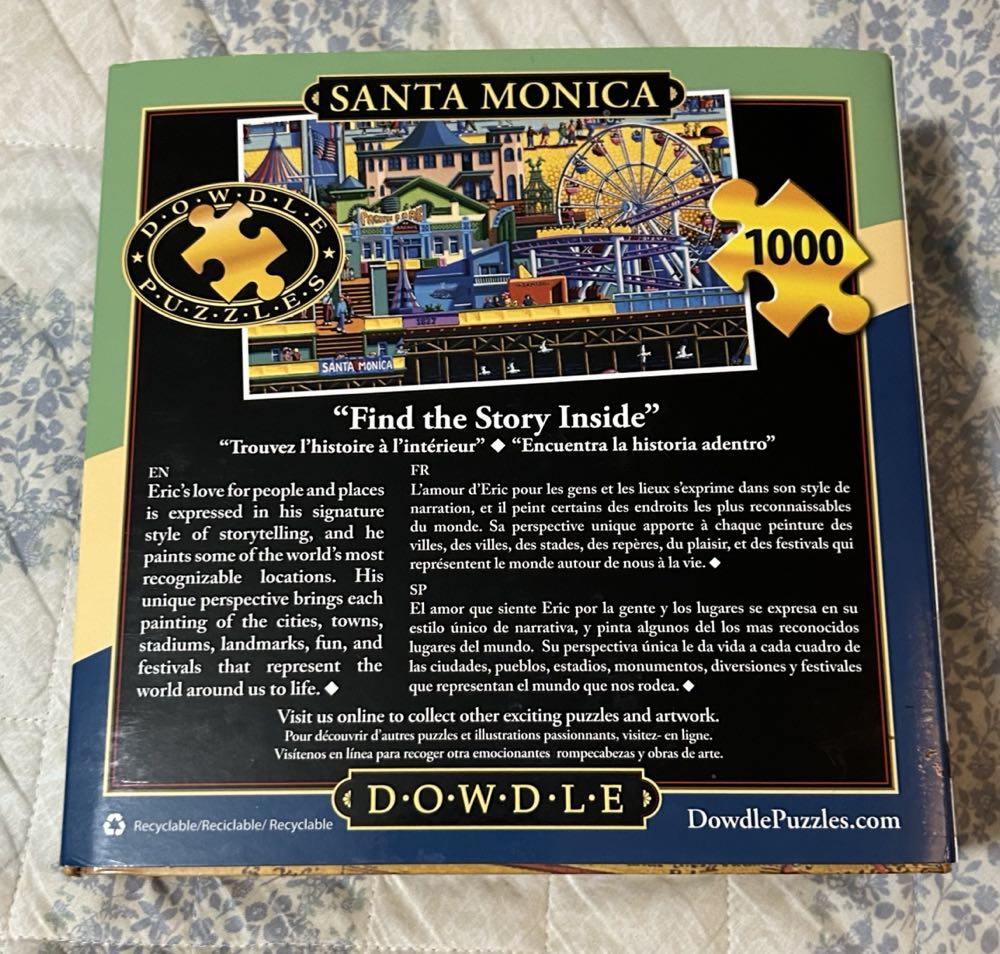 SANTA MONICA
D·O·W·D·L·E
P·U·Z·Z·L·E·S
1000
1887
SANTA MONICA
“Find the Story Inside”
“Trouvez l’histoire à l’intérieur” ◆ “Encuentra la historia adentro”
EN
Eric’s love for people and places
is expressed in his signature
style of storytelling, and he
paints some of the world’s most
recognizable locations. His
unique perspective brings each
painting of the cities, towns,
stadiums, landmarks, fun, and
festivals that represent the
world around us to life. ◆
FR
L’amour d’Eric pour les gens et les lieux s’exprime dans son style de
narration, et il peint certains des endroits les plus reconnaissables
du monde. Sa perspective unique apporte à chaque peinture des
villes, des villes, des stades, des repères, du plaisir, et des festivals qui
représentent le monde autour de nous à la vie. ◆
SP
El amor que siente Eric por la gente y los lugares se expresa en su
estilo único de narrativa, y pinta algunos del los mas reconocidos
lugares del mundo. Su perspectiva única le da vida a cada cuadro de
las ciudades, pueblos, estadios, monumentos, diversiones y festivales
que representan el mundo que nos rodea. ◆
Visit us online to collect other exciting puzzles and artwork.
Pour découvrir d’autres puzzles et illustrations passionnants, visitez- en ligne.
Visítenos en línea para recoger otra emocionantes rompecabezas y obras de arte.
D·O·W·D·L·E
Recyclable/Reciclable/ Recyclable
DowdlePuzzles.com